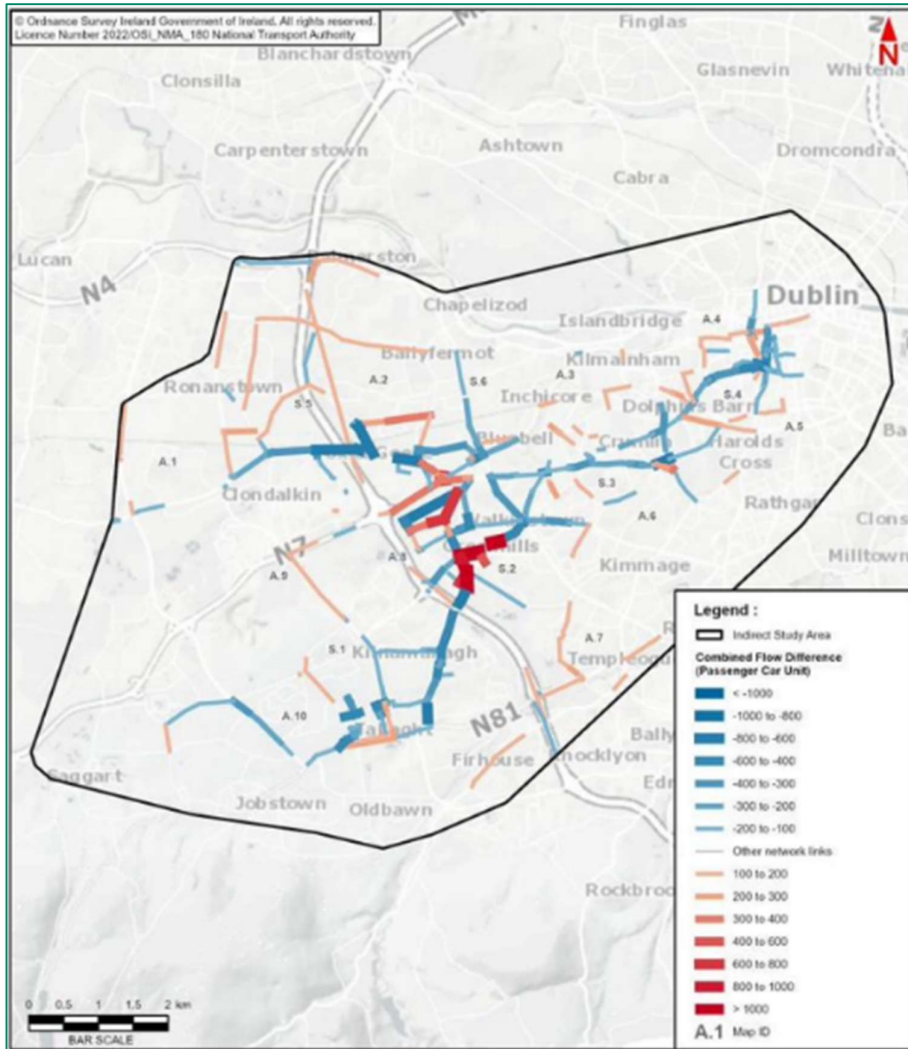 © Ordnance Survey Ireland Government of Ireland. All rights reserved.
Licence Number 2022/OSi_NMA_180 National Transport Authority
Finglas
N
Blanchardstown
Clonsilla
Glasnevin
Carpenterstown
Ashtown
Dromcondra
Cabra
Lucan
N4
Chapelizod
Dublin
Islandbridge
A.4
Ballyfermot
Kilmainham
Ronanstown
A.2
S.6
A.3
Inchicore
S.4
S.5
Dolphins Barn
A.5
Bluebell
Crumlin
Harolds
Cross
A.1
Clondalkin
S.3
Rathgar
A.6
N7
A.8
S.2
Milltown
Kimmage
A.9
S.1
A.7
A.10
Tallaght
N81
Firhouse
Knocklyon
Saggart
Jobstown
Oldbawn
Legend :
Indirect Study Area
Combined Flow Difference
(Passenger Car Unit)
< -1000
-1000 to -800
-800 to -600
-600 to -400
-400 to -300
-300 to -200
-200 to -100
Other network links
100 to 200
200 to 300
300 to 400
400 to 600
600 to 800
800 to 1000
> 1000
A.1 Map ID
0 0.5 1 1.5 2 km
BAR SCALE